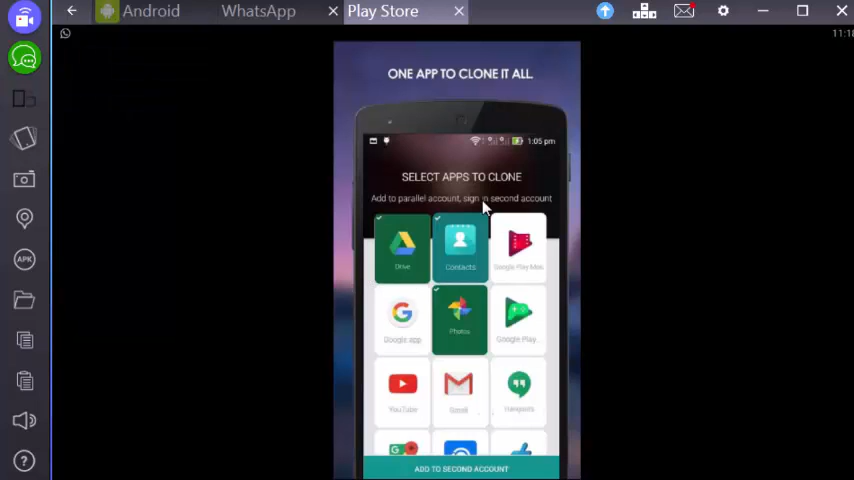 Android WhatsApp Play Store
11:18
ONE APP TO CLONE IT ALL
1:05 pm
SELECT APPS TO CLONE
Add to parallel account, sign in second account
Drive Contacts Google Play Mov
Google app Photos Google Play...
YouTube Gmail Hangouts
APK
ADD TO SECOND ACCOUNT